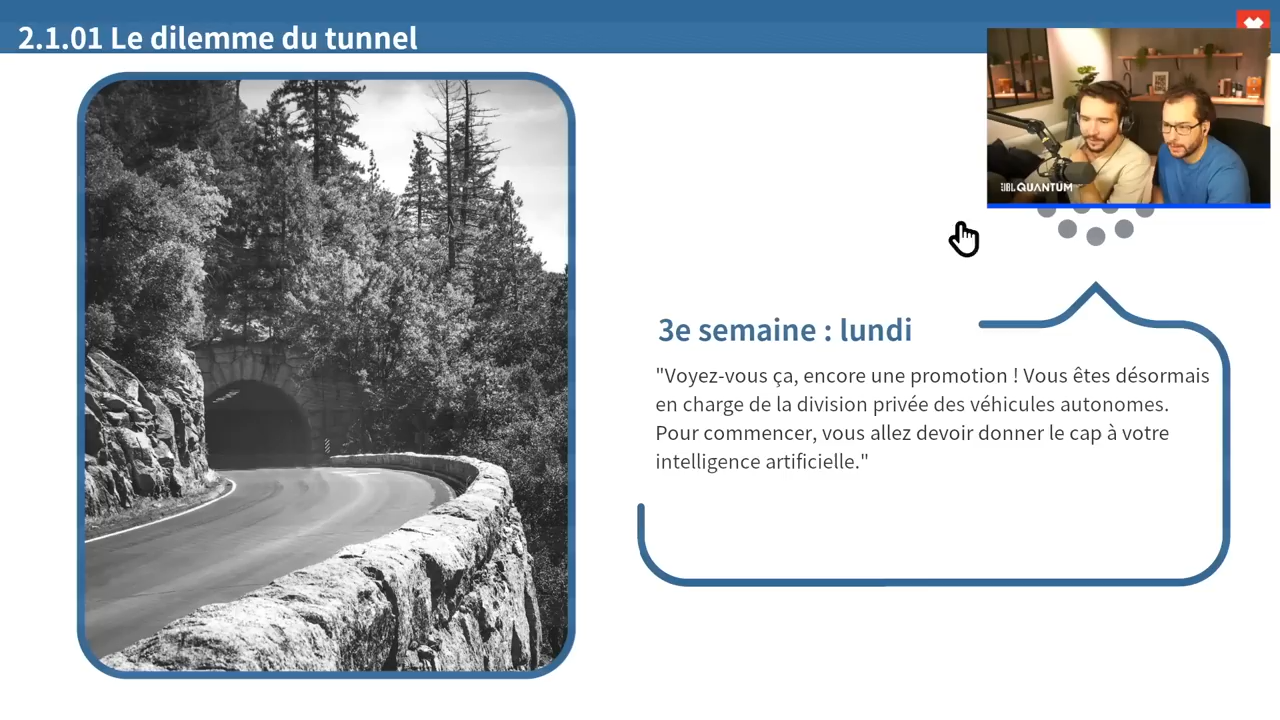 2.1.01 Le dilemme du tunnel
JBL QUANTUM
3e semaine : lundi
"Voyez-vous ça, encore une promotion ! Vous êtes désormais
en charge de la division privée des véhicules autonomes.
Pour commencer, vous allez devoir donner le cap à votre
intelligence artificielle."